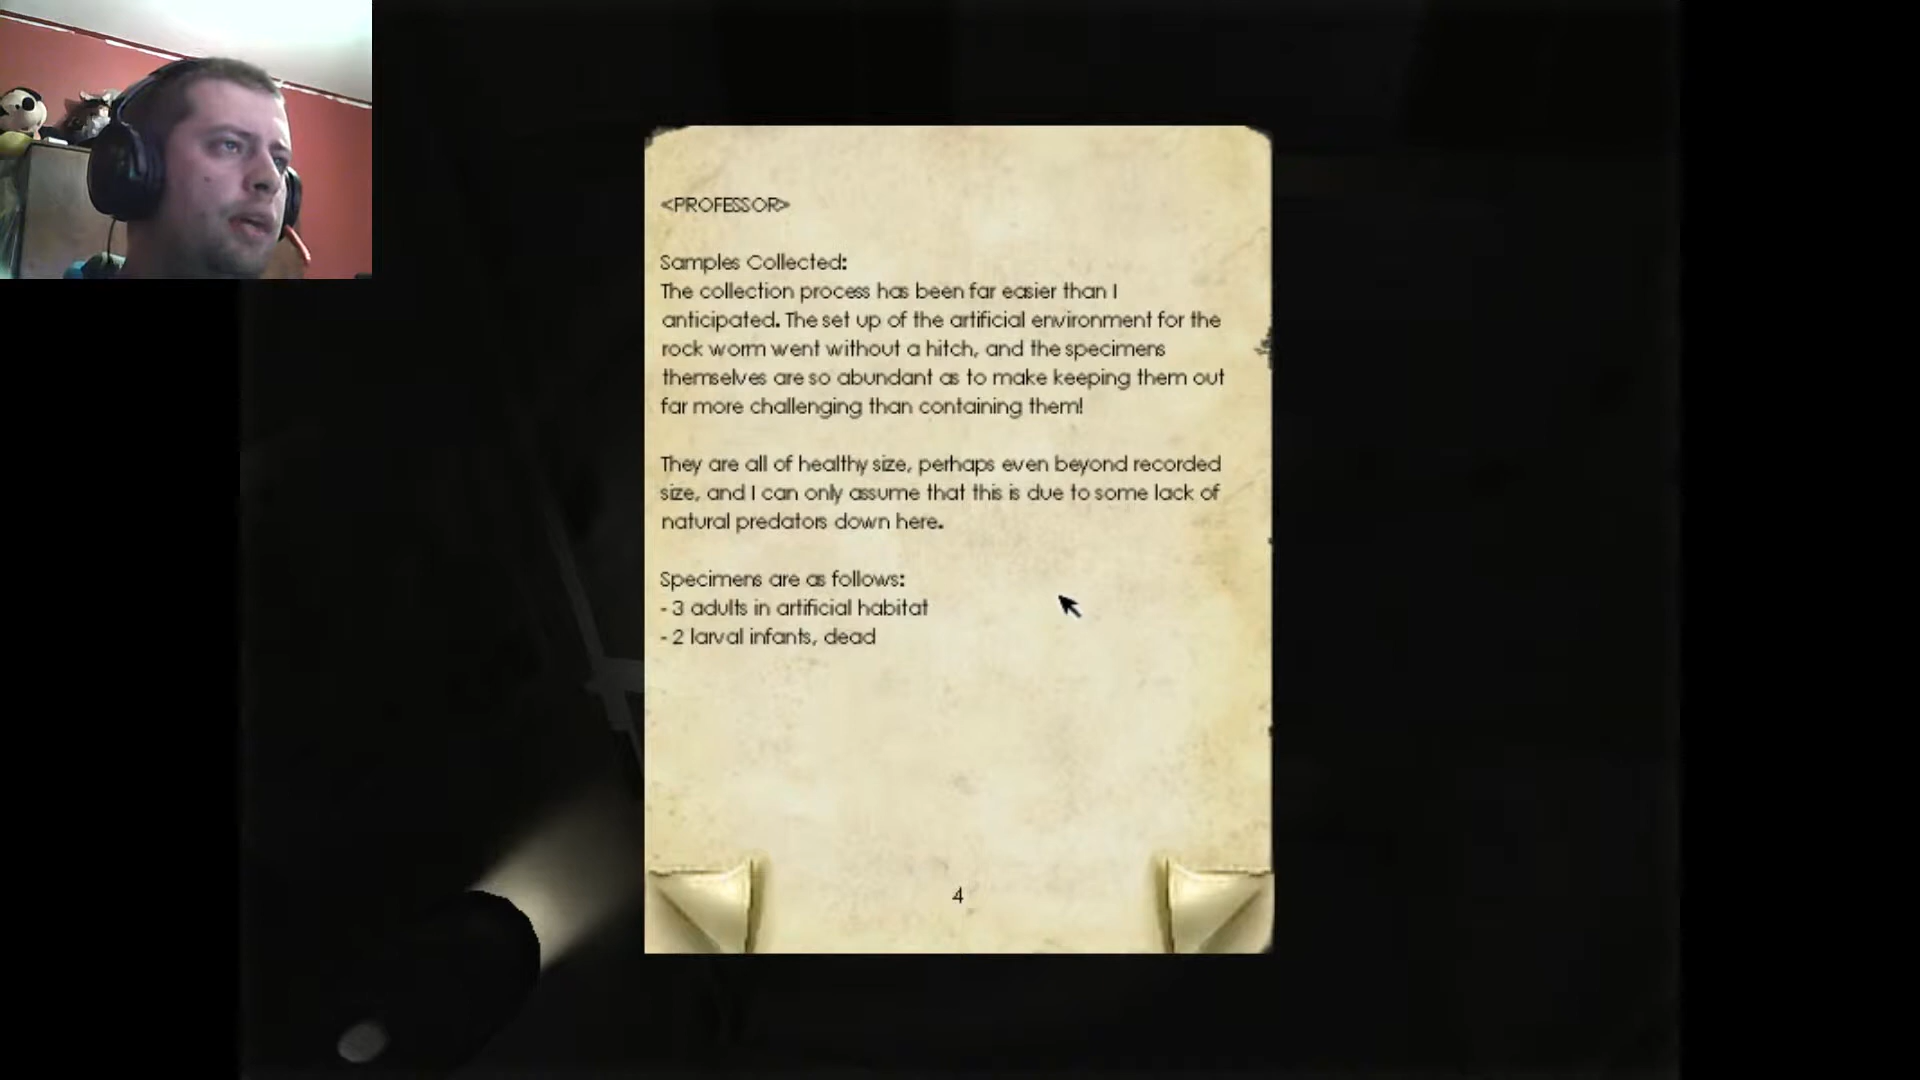 <PROFESSOR>
Samples Collected:
The collection process has been far easier than I
anticipated. The set up of the artificial environment for the
rock worm went without a hitch, and the specimens
themselves are so abundant as to make keeping them out
far more challenging than containing them!
They are all of healthy size, perhaps even beyond recorded
size, and I can only assume that this is due to some lack of
natural predators down here.
Specimens are as follows:
- 3 adults in artificial habitat
- 2 larval infants, dead
4